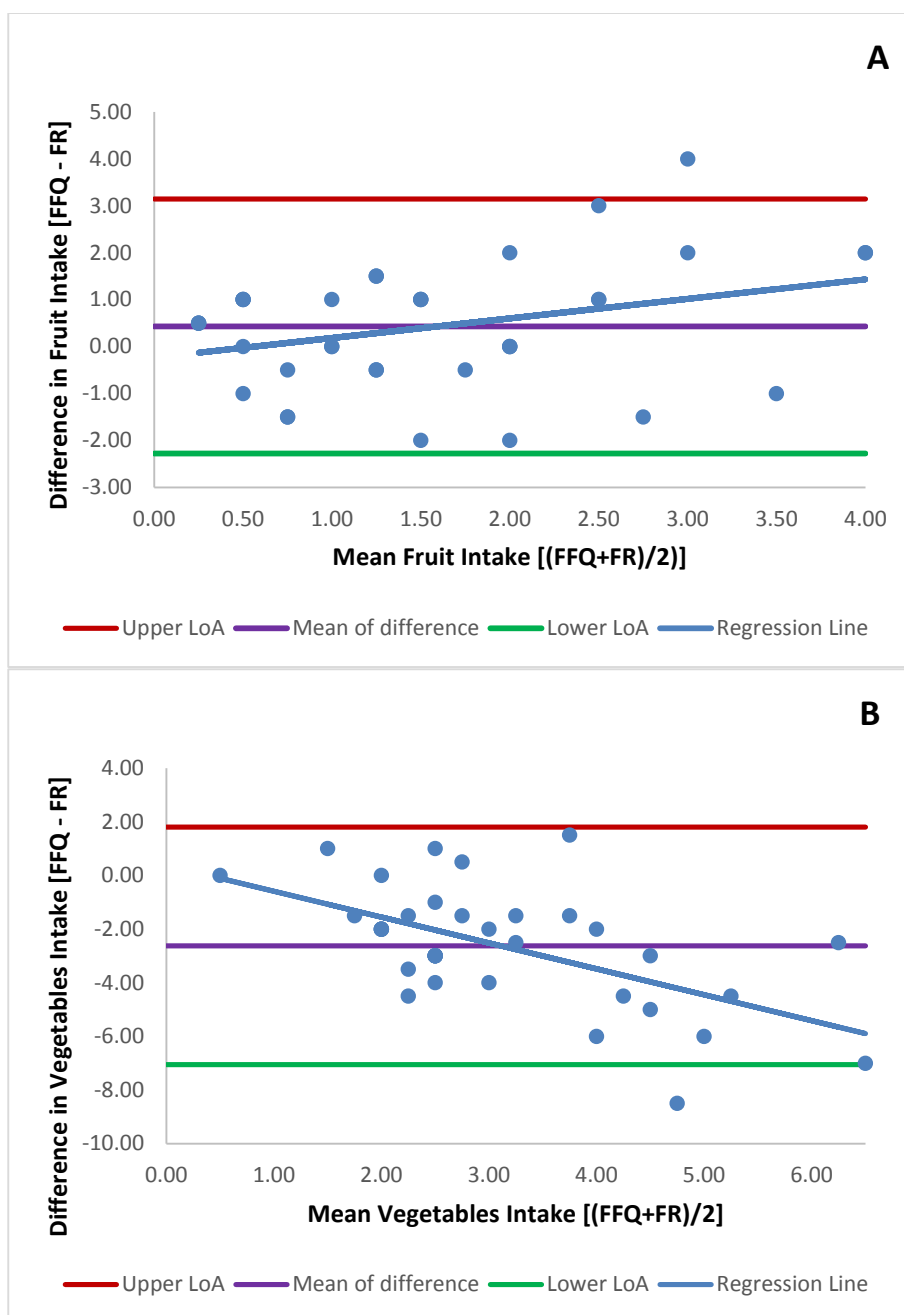 A
Difference in Fruit Intake [FFQ - FR]
5.00
4.00
3.00
2.00
1.00
0.00
-1.00
-2.00
-3.00
0.00 0.50 1.00 1.50 2.00 2.50 3.00 3.50 4.00
Mean Fruit Intake [(FFQ+FR)/2)]
Upper LoA Mean of difference Lower LoA Regression Line
B
Difference in Vegetables Intake [FFQ - FR]
4.00
2.00
0.00
-2.00
-4.00
-6.00
-8.00
-10.00
0.00 1.00 2.00 3.00 4.00 5.00 6.00
Mean Vegetables Intake [(FFQ+FR)/2]
Upper LoA Mean of difference Lower LoA Regression Line